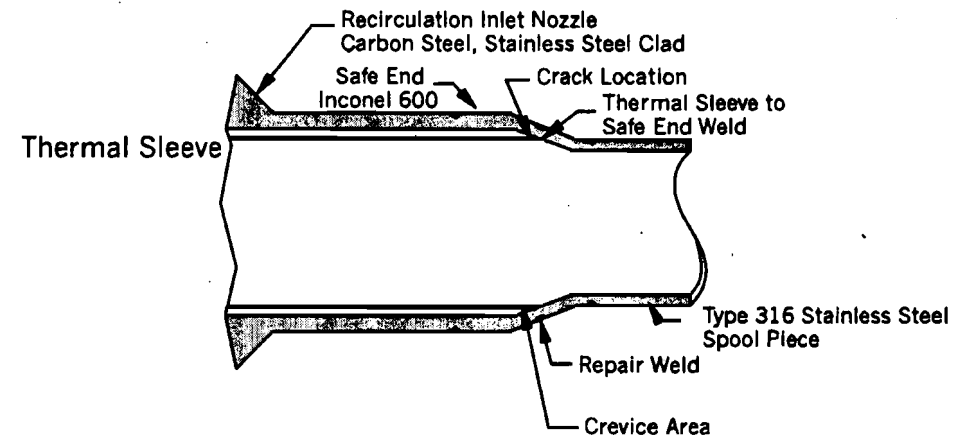 Recirculation Inlet Nozzle
Carbon Steel, Stainless Steel Clad
Safe End
Inconel 600
Crack Location
Thermal Sleeve to
Safe End Weld
Thermal Sleeve
Type 316 Stainless Steel
Spool Piece
Repair Weld
Crevice Area